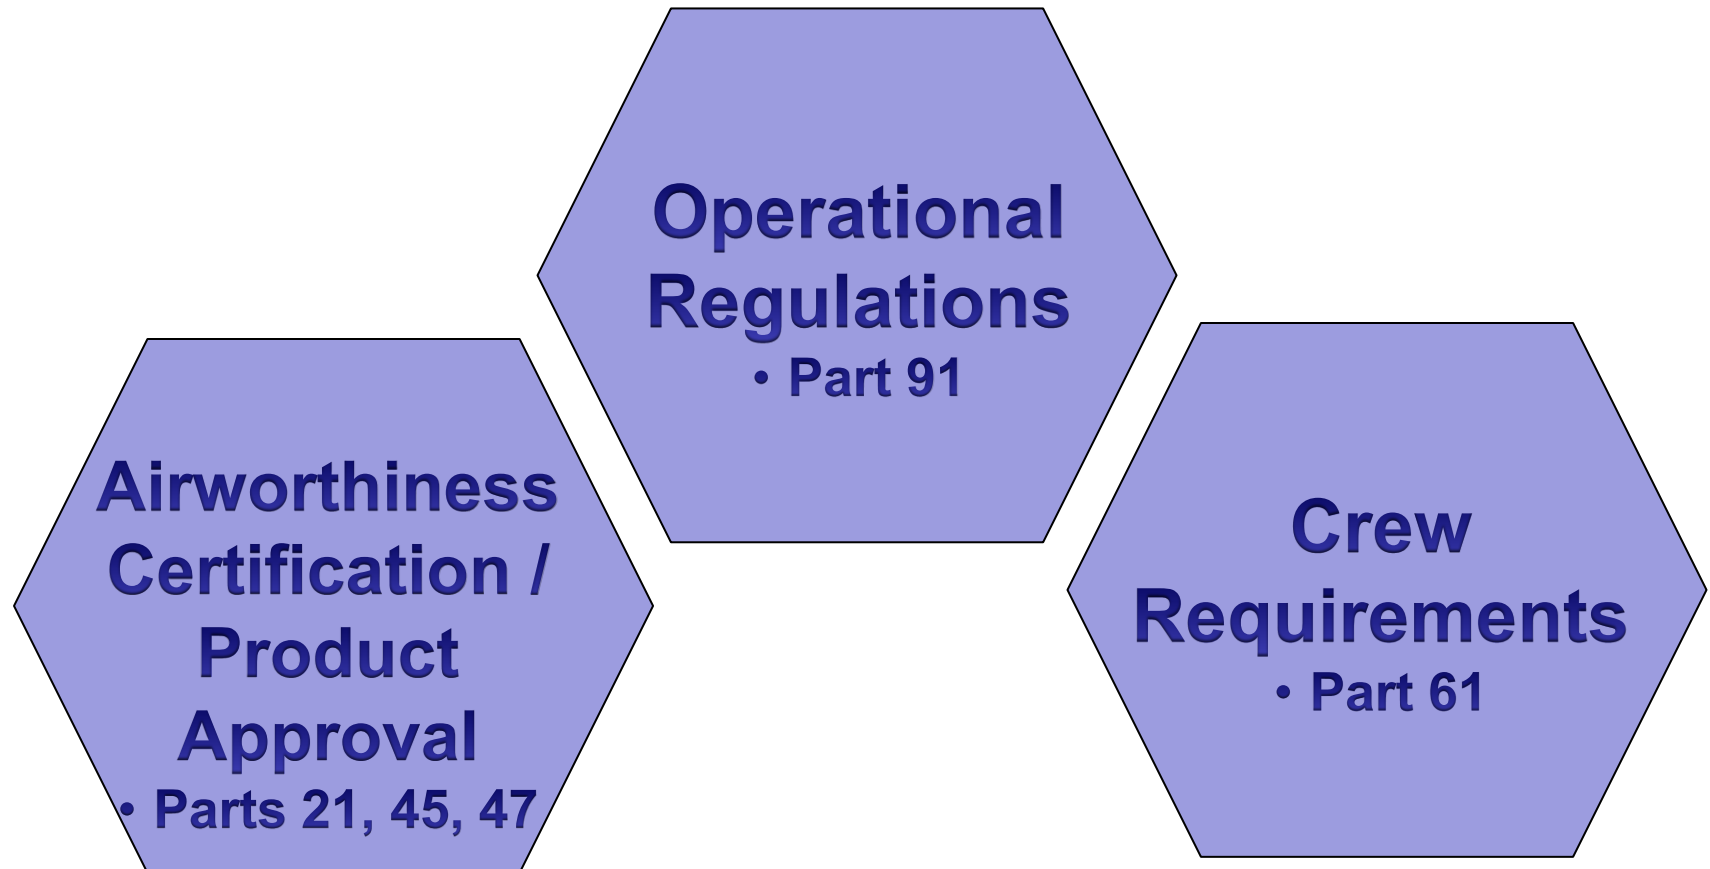 Operational
Regulations
• Part 91
Airworthiness
Certification /
Product
Approval
• Parts 21, 45, 47
Crew
Requirements
• Part 61